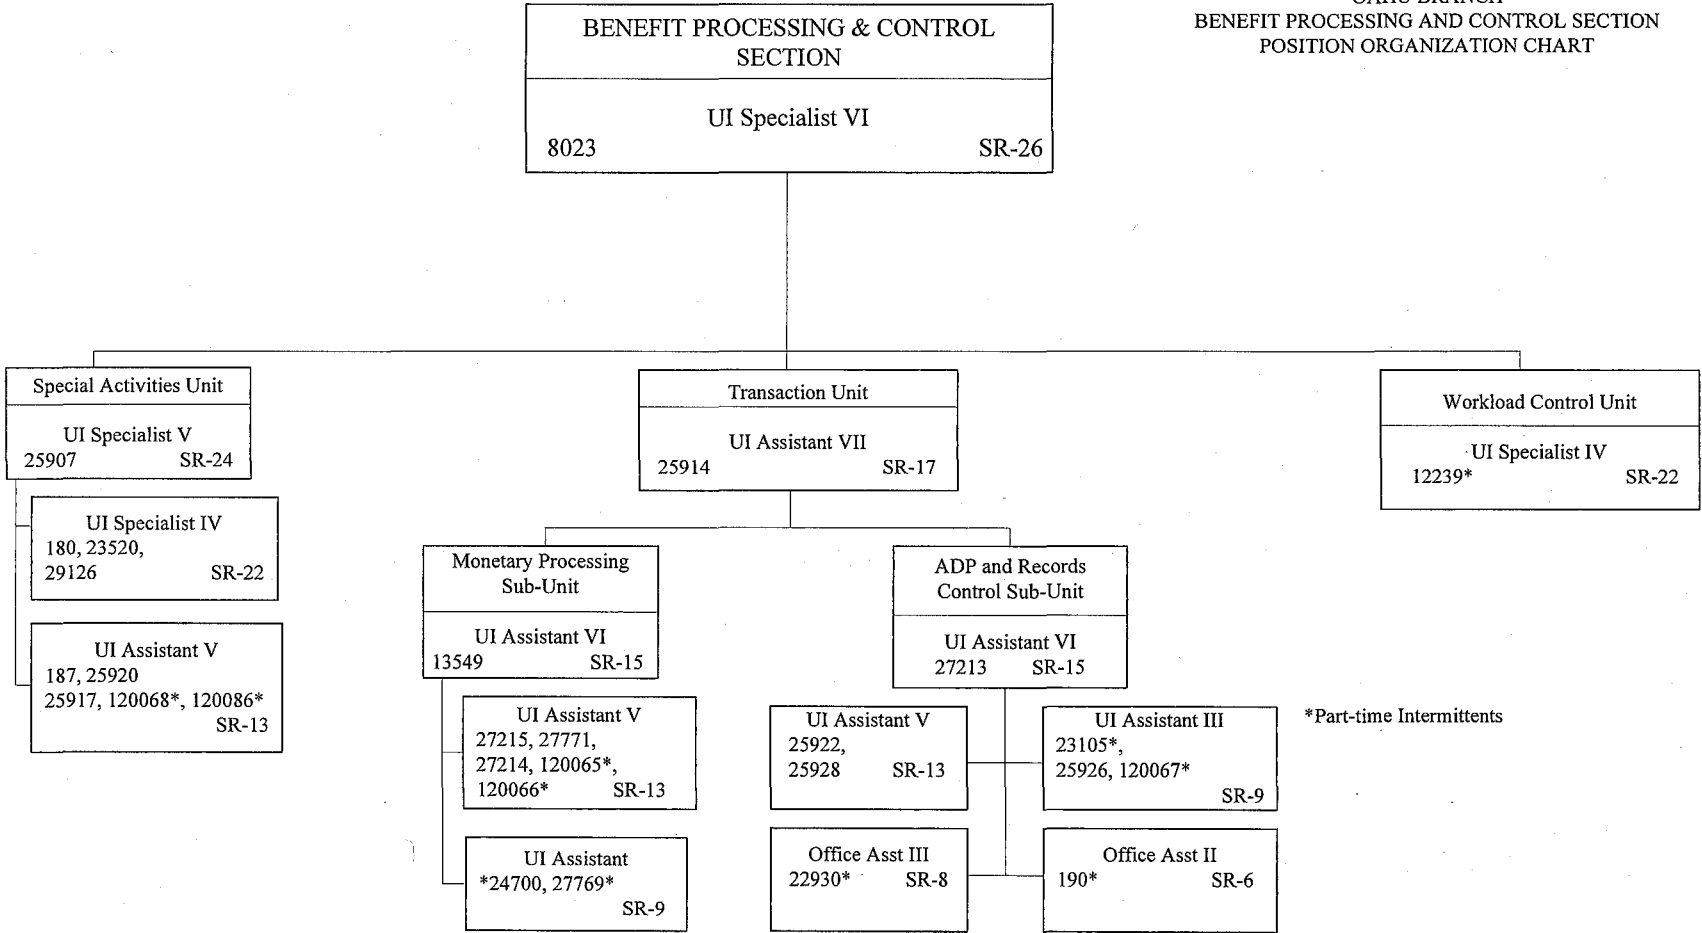 OAHU BRANCH
BENEFIT PROCESSING AND CONTROL SECTION
POSITION ORGANIZATION CHART
BENEFIT PROCESSING & CONTROL
SECTION
UI Specialist VI
8023 SR-26
Special Activities Unit
UI Specialist V
25907 SR-24
UI Specialist IV
180, 23520,
29126 SR-22
UI Assistant V
187, 25920
25917, 120068*, 120086*
SR-13
Transaction Unit
UI Assistant VII
25914 SR-17
Monetary Processing
Sub-Unit
UI Assistant VI
13549 SR-15
UI Assistant V
27215, 27771,
27214, 120065*,
120066* SR-13
UI Assistant
*24700, 27769*
SR-9
ADP and Records
Control Sub-Unit
UI Assistant VI
27213 SR-15
UI Assistant V
25922,
25928 SR-13
UI Assistant III
23105*,
25926, 120067*
SR-9
Office Asst III
22930* SR-8
Office Asst II
190* SR-6
Workload Control Unit
UI Specialist IV
12239* SR-22
*Part-time Intermittents